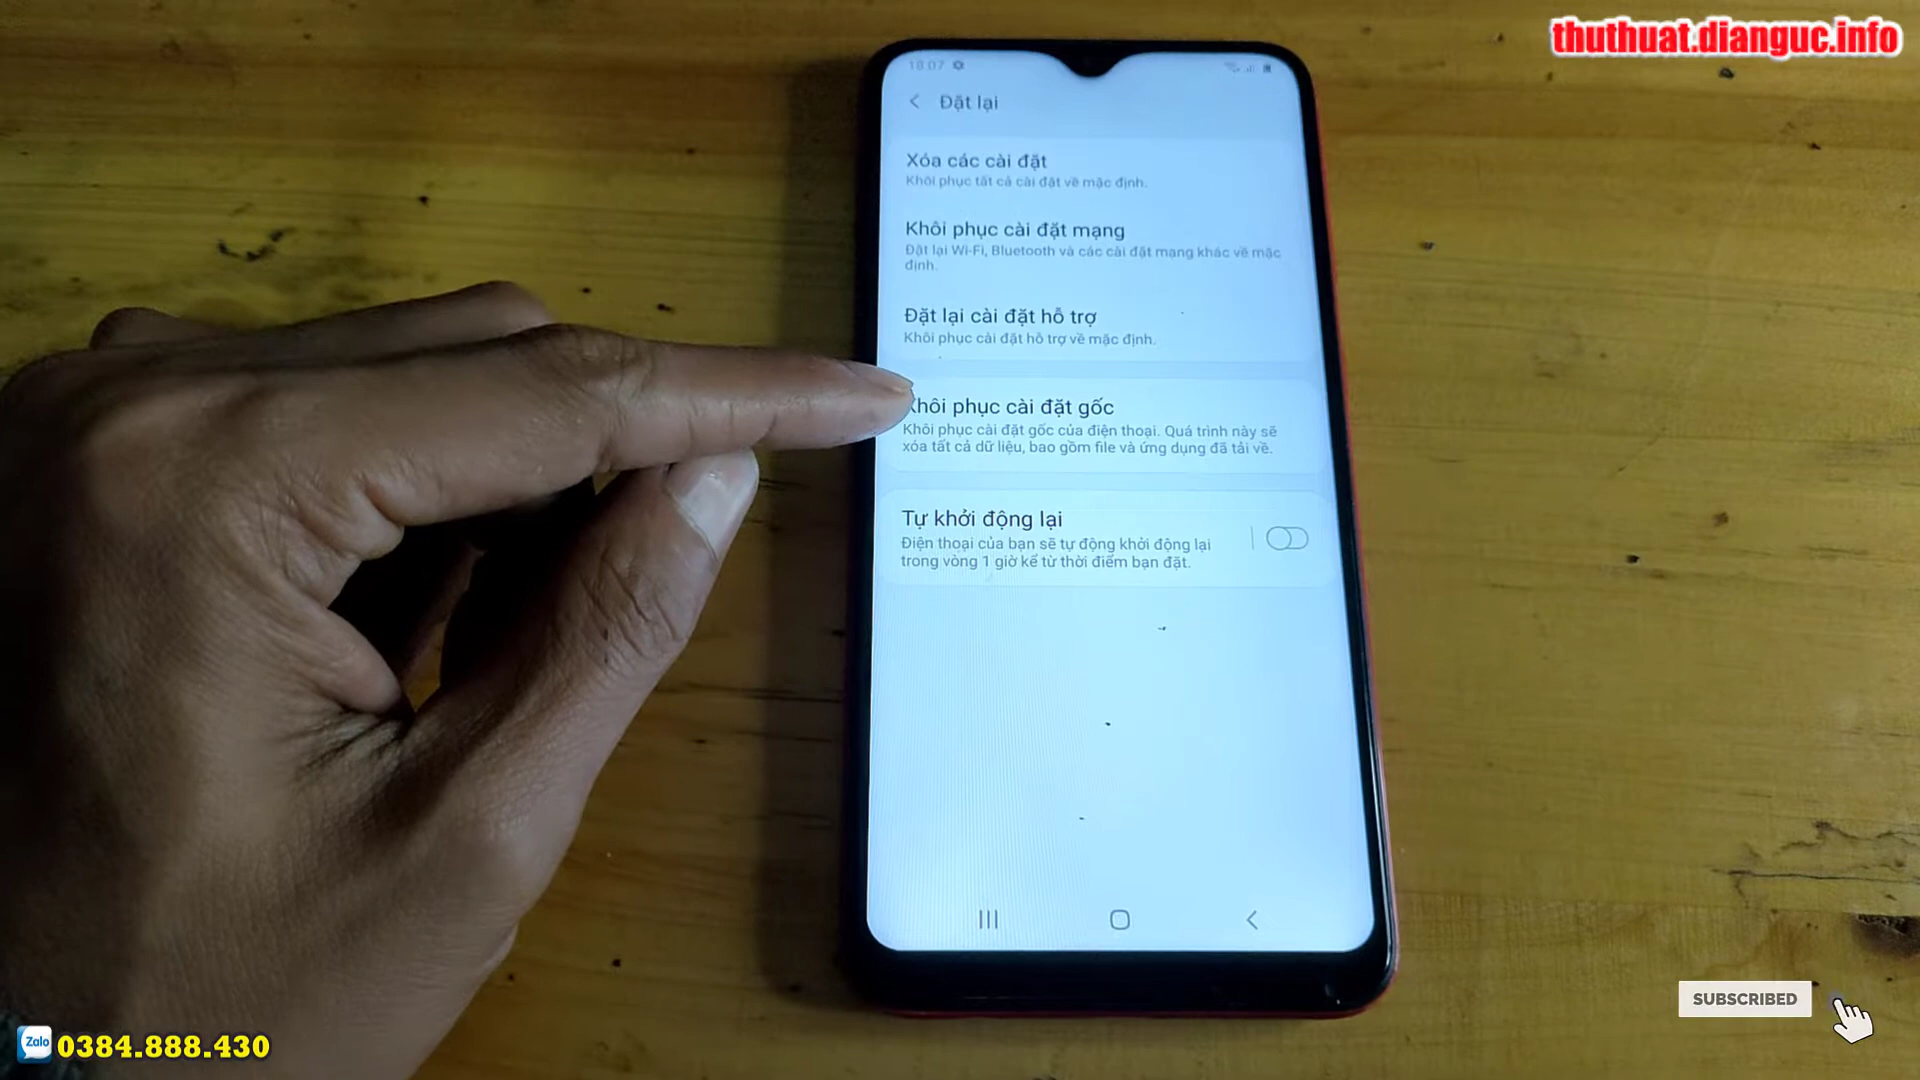 thuthuat.dianguc.info
18:07
Đặt lại
Xóa các cài đặt
Khôi phục tất cả cài đặt về mặc định.
Khôi phục cài đặt mạng
Đặt lại Wi-Fi, Bluetooth và các cài đặt mạng khác về mặc
định.
Đặt lại cài đặt hỗ trợ
Khôi phục cài đặt hỗ trợ về mặc định.
Khôi phục cài đặt gốc
Khôi phục cài đặt gốc của điện thoại. Quá trình này sẽ
xóa tất cả dữ liệu, bao gồm file và ứng dụng đã tải về.
Tự khởi động lại
Điện thoại của bạn sẽ tự động khởi động lại
trong vòng 1 giờ kể từ thời điểm bạn đặt.
SUBSCRIBED
Zalo 0384.888.430